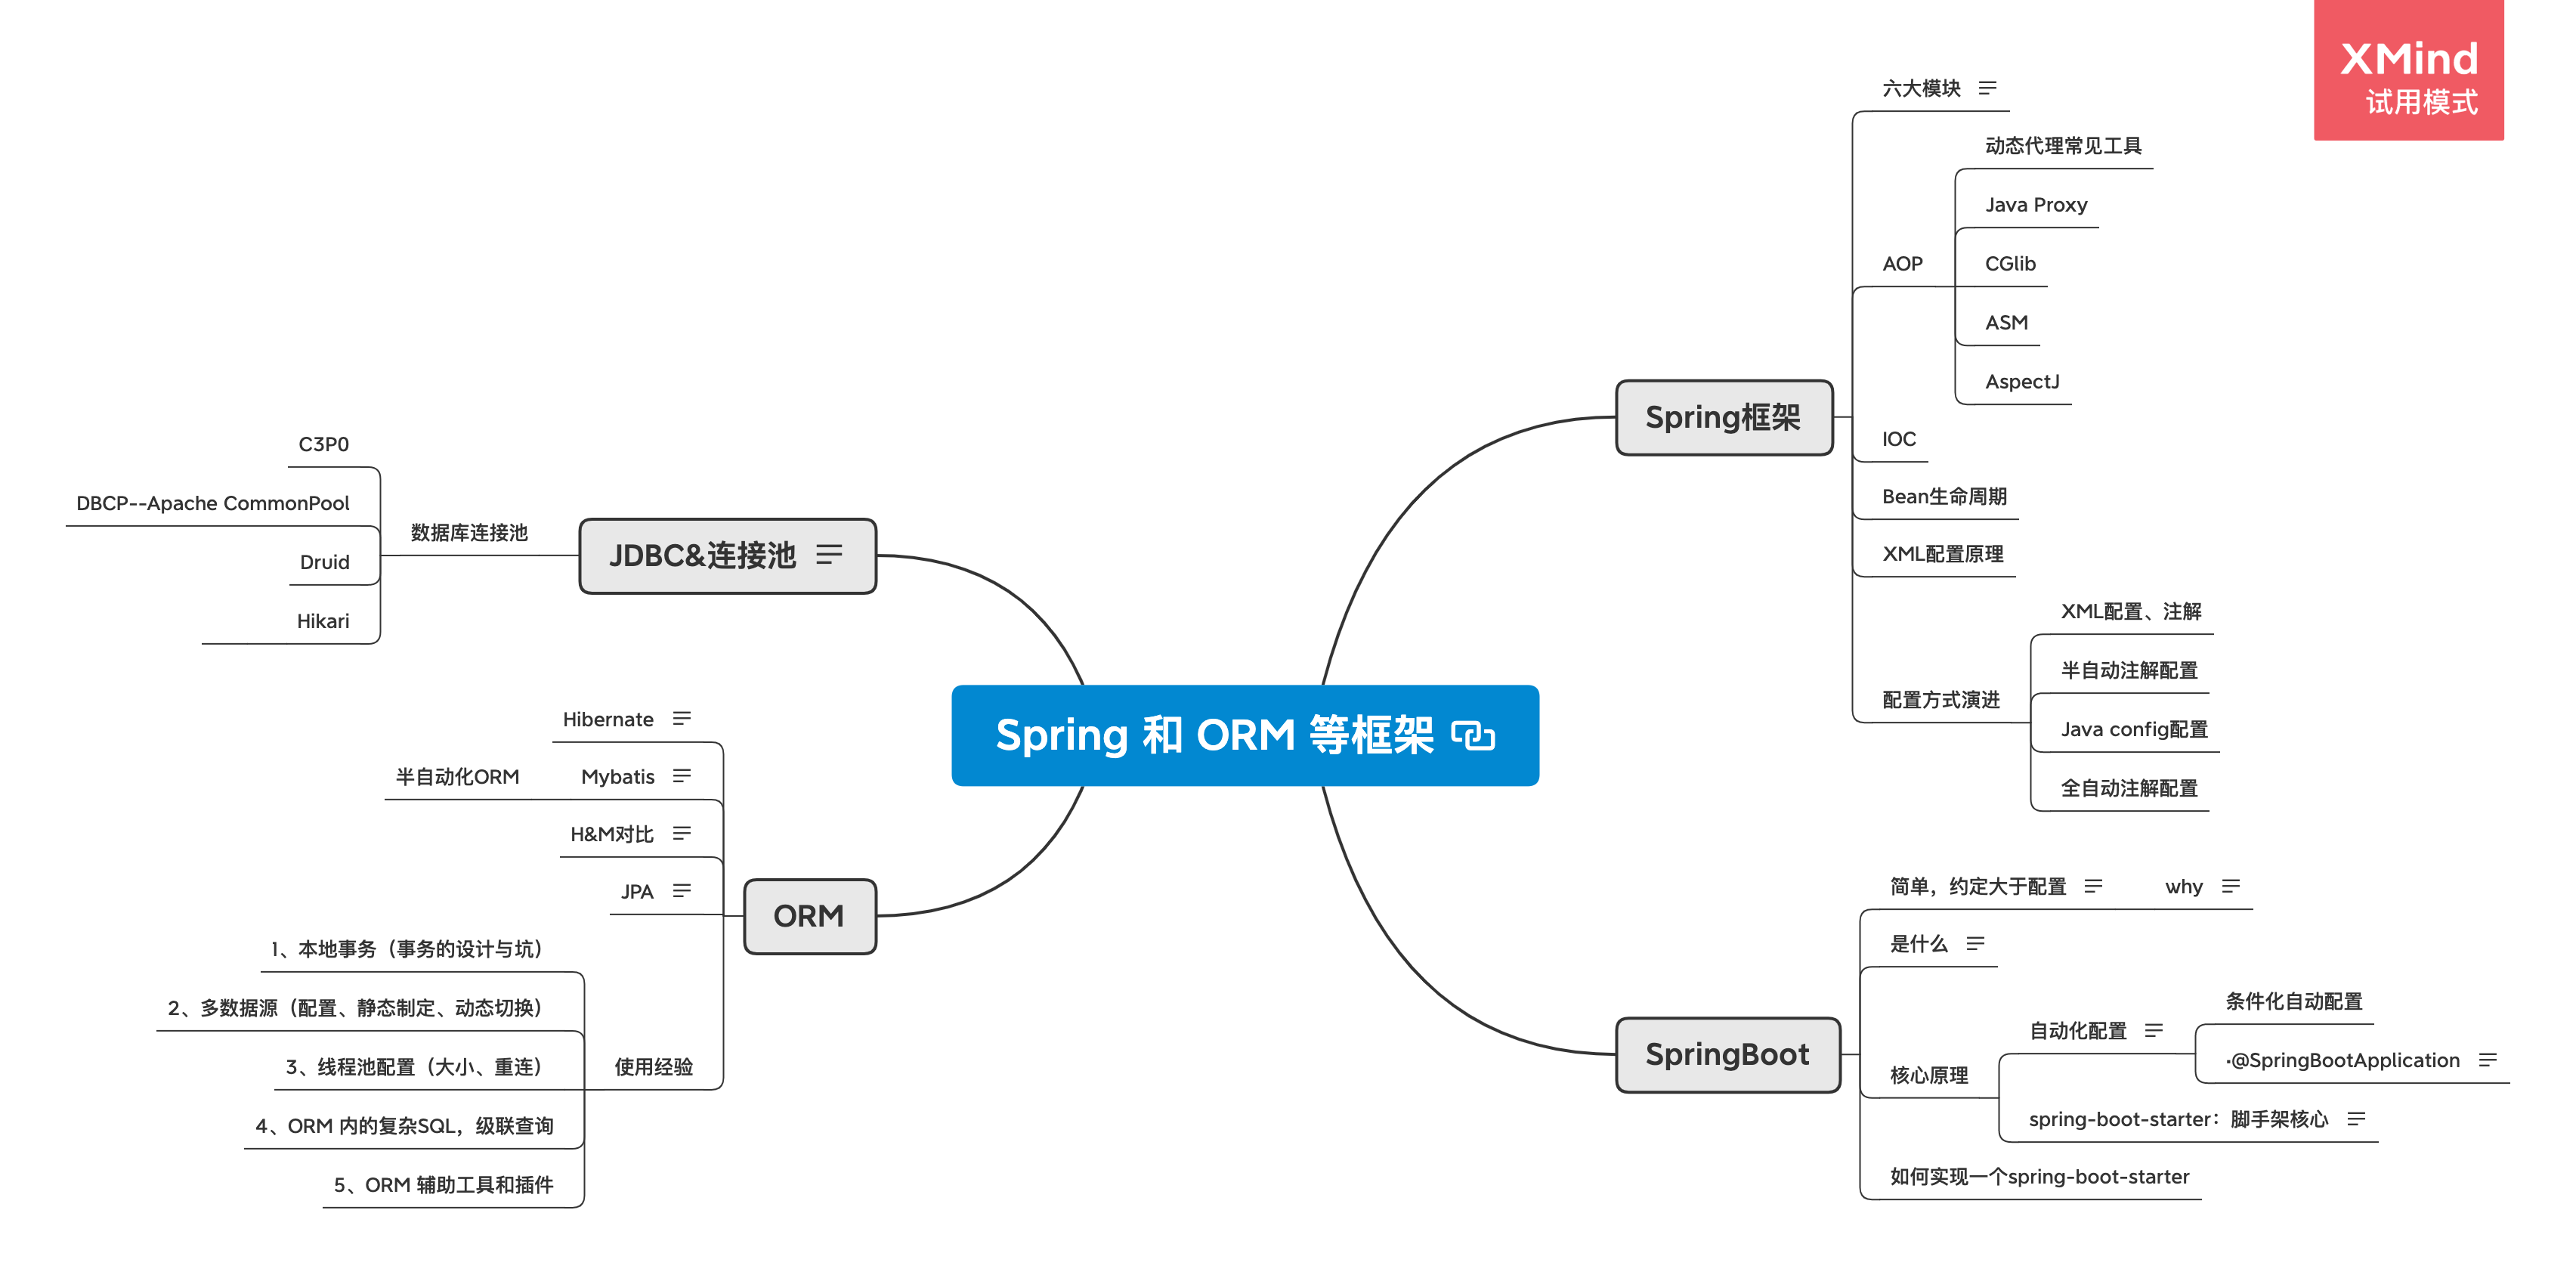 XMind
试用模式
Spring 和 ORM 等框架
Spring框架
六大模块
AOP
动态代理常见工具
Java Proxy
CGlib
ASM
AspectJ
IOC
Bean生命周期
XML配置原理
配置方式演进
XML配置、注解
半自动注解配置
Java config配置
全自动注解配置
SpringBoot
简单，约定大于配置
why
是什么
核心原理
自动化配置
条件化自动配置
·@SpringBootApplication
spring-boot-starter：脚手架核心
如何实现一个spring-boot-starter
JDBC&连接池
数据库连接池
C3P0
DBCP--Apache CommonPool
Druid
Hikari
ORM
Hibernate
Mybatis
半自动化ORM
H&M对比
JPA
使用经验
1、本地事务（事务的设计与坑）
2、多数据源（配置、静态制定、动态切换）
3、线程池配置（大小、重连）
4、ORM 内的复杂SQL，级联查询
5、ORM 辅助工具和插件